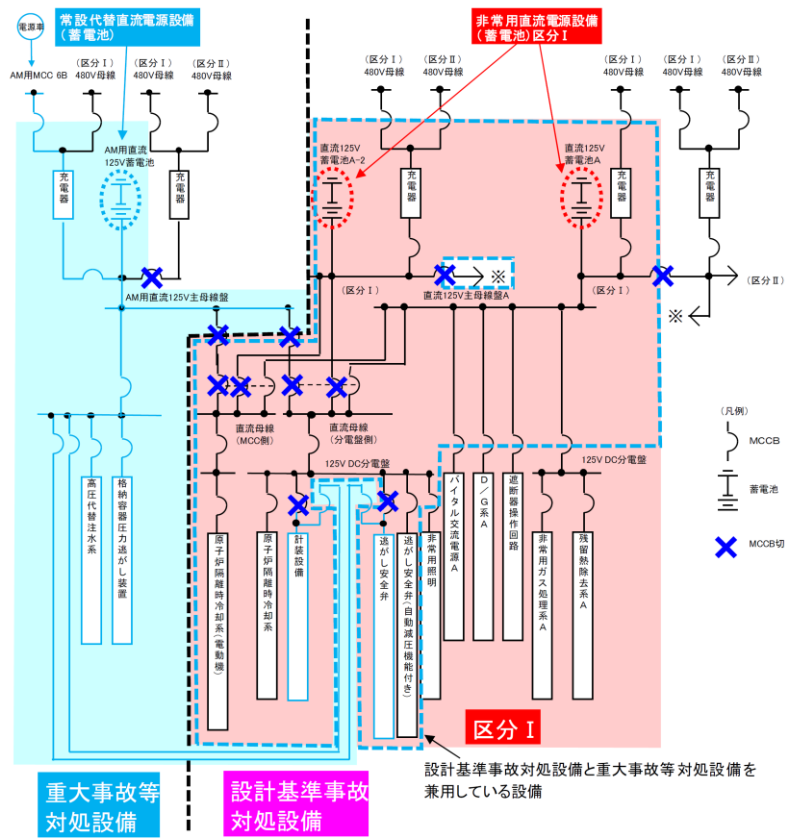 電源車
常設代替直流電源設備
(蓄電池)
非常用直流電源設備
(蓄電池)区分Ⅰ
AM用MCC 6B
(区分Ⅰ)
480V母線
(区分Ⅰ)
480V母線
(区分Ⅱ)
480V母線
(区分Ⅰ)
480V母線
(区分Ⅱ)
480V母線
(区分Ⅰ)
480V母線
(区分Ⅰ)
480V母線
(区分Ⅱ)
480V母線
AM用直流
125V蓄電池
直流125V
蓄電池A-2
直流125V
蓄電池A
充電器
充電器
充電器
充電器
充電器
※
(区分Ⅱ)
(区分Ⅰ)
(区分Ⅰ)
AM用直流125V主母線盤
直流125V主母線盤A
※
直流母線
(MCC側)
直流母線
(分電盤側)
125V DC分電盤
125V DC分電盤
(凡例)
MCCB
蓄電池
MCCB切
高圧代替注水系
格納容器圧力逃がし装置
原子炉隔離時冷却系(電動機)
原子炉隔離時冷却系
計装設備
逃がし安全弁
逃がし安全弁(自動減圧機能付き)
非常用照明
バイタル交流電源A
D/G系A
遮断器操作回路
非常用ガス処理系A
残留熱除去系A
区分Ⅰ
設計基準事故対処設備と重大事故等対処設備を
兼用している設備
重大事故等
対処設備
設計基準事故
対処設備